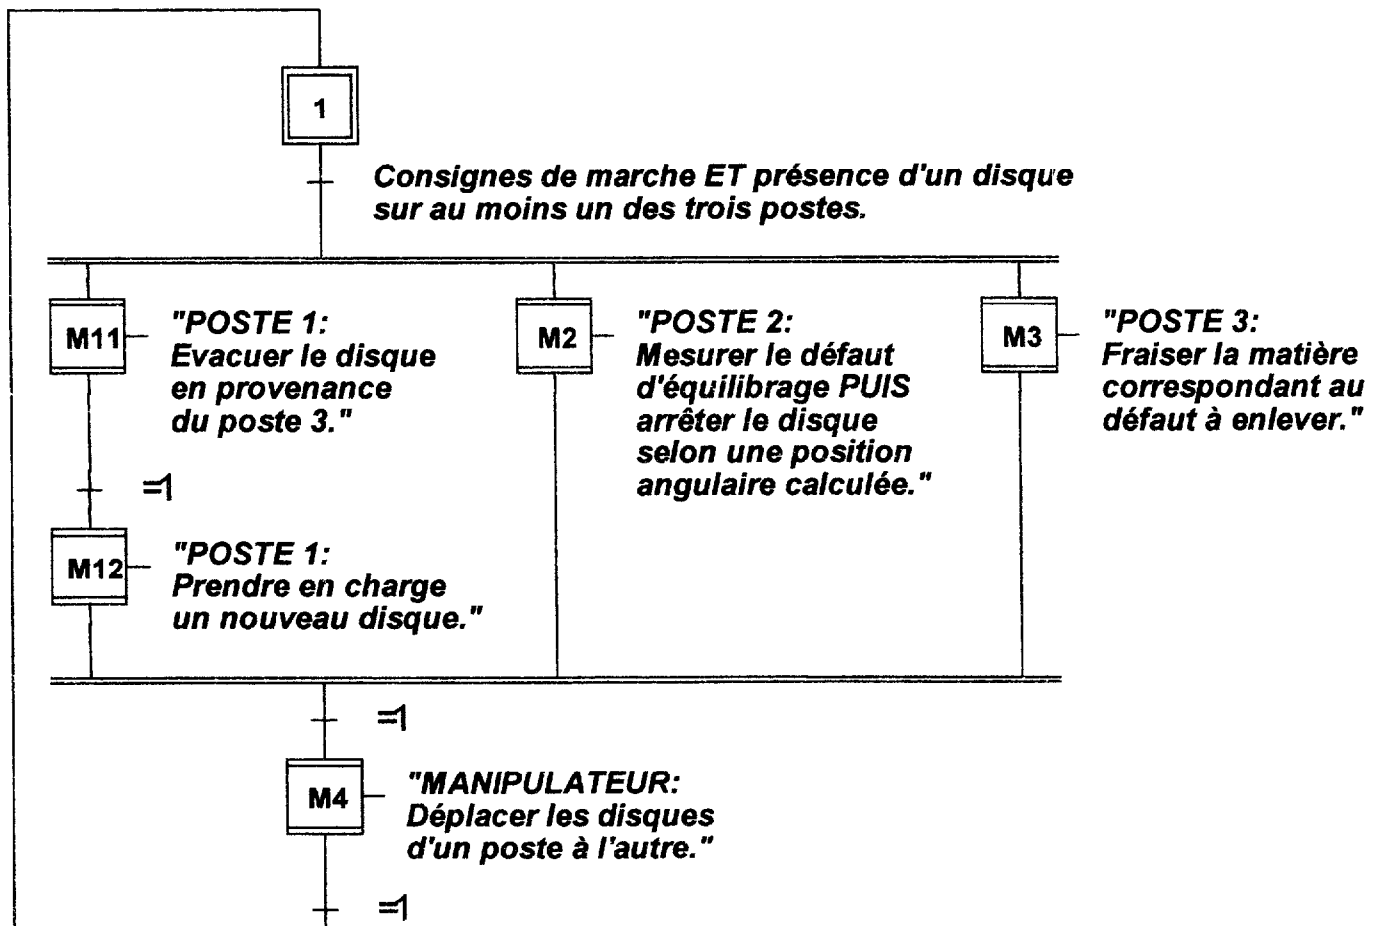 1
Consignes de marche ET présence d'un disque
sur au moins un des trois postes.
M11
"POSTE 1:
Evacuer le disque
en provenance
du poste 3."
M2
"POSTE 2:
Mesurer le défaut
d'équilibrage PUIS
arrêter le disque
selon une position
angulaire calculée."
M3
"POSTE 3:
Fraiser la matière
correspondant au
défaut à enlever."
=1
M12
"POSTE 1:
Prendre en charge
un nouveau disque."
=1
M4
"MANIPULATEUR:
Déplacer les disques
d'un poste à l'autre."
=1